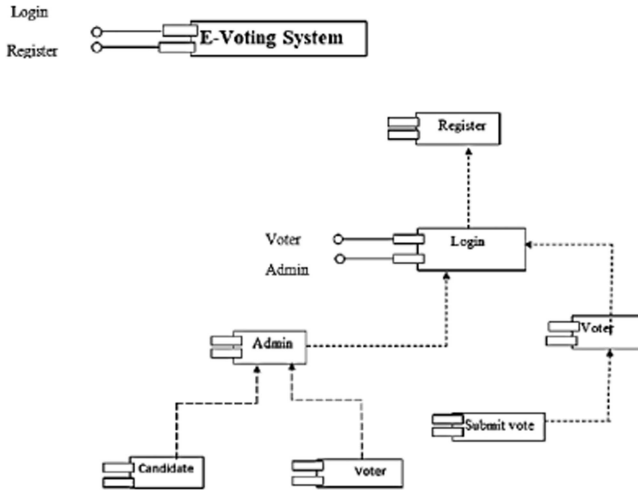 Login
E-Voting System
Register
Register
Voter
Login
Admin
Admin
Voter
Submit vote
Candidate
Voter